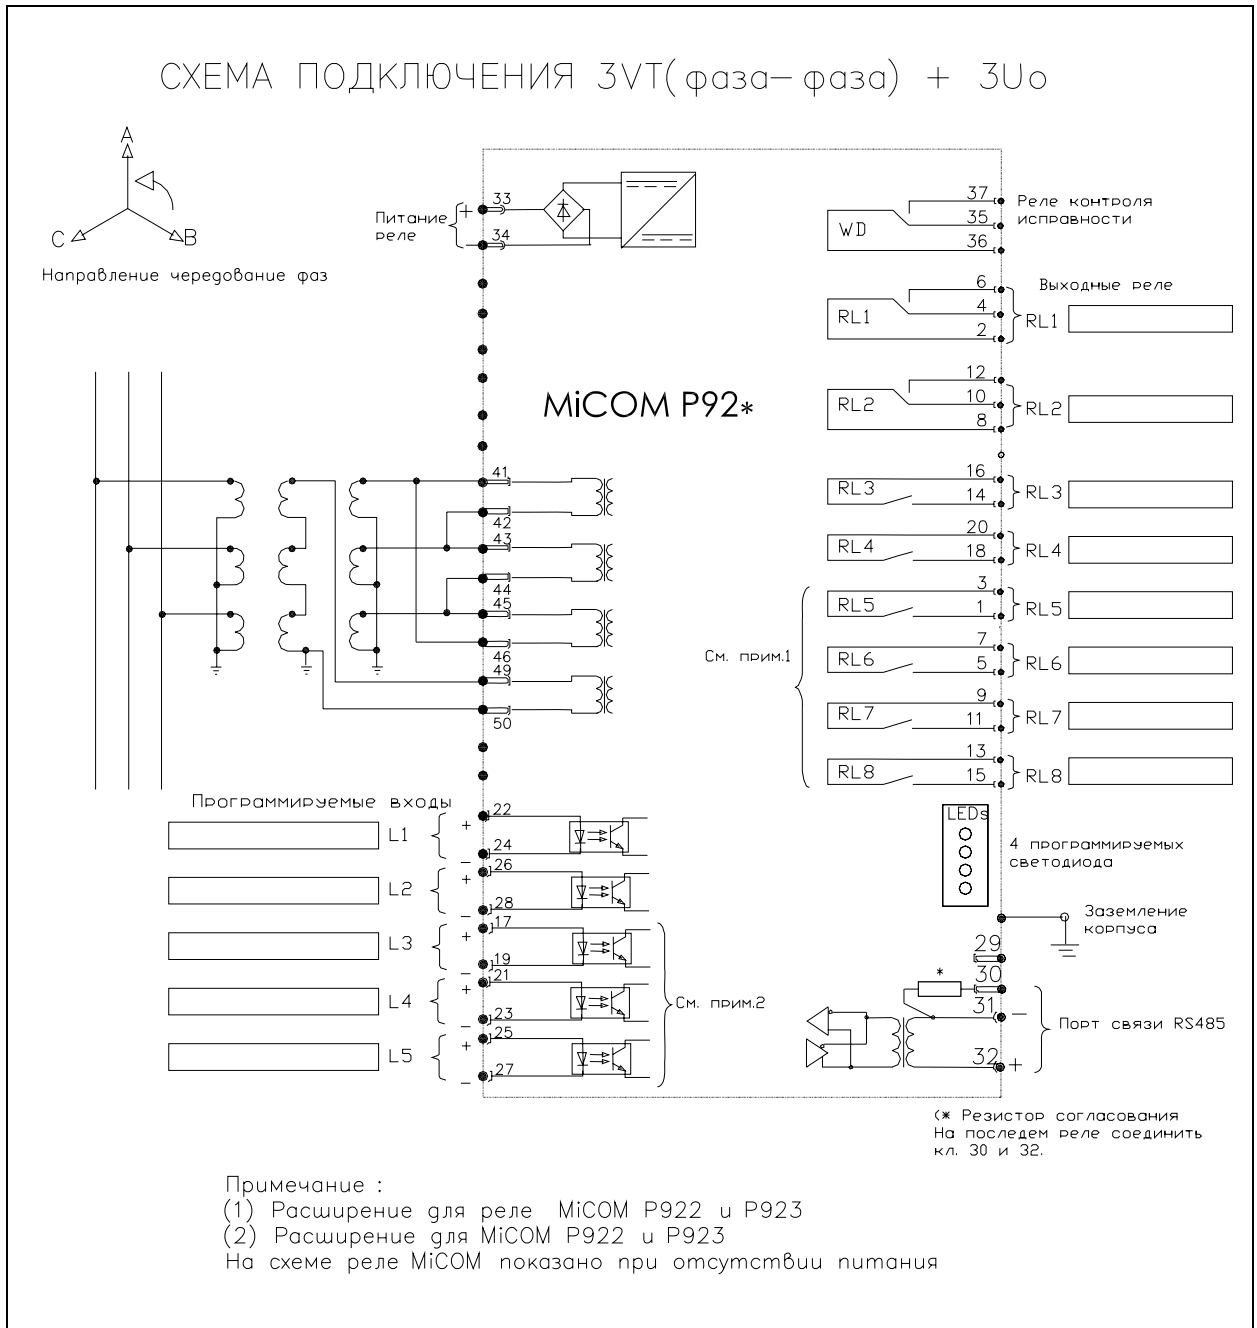 СХЕМА ПОДКЛЮЧЕНИЯ 3VT(фаза-фаза) + 3Uo
A
C
B
Направление чередование фаз
Питание
реле
+
33
−
34
MiCOM P92*
41
42
43
44
45
46
49
50
Программируемые входы
L1
+
22
−
24
L2
+
26
−
28
L3
+
17
−
19
L4
+
21
−
23
L5
+
25
−
27
См. прим.2
WD
37
35
36
Реле контроля
исправности
Выходные реле
RL1
6
4
2
RL1
RL2
12
10
8
RL2
RL3
16
14
RL3
RL4
20
18
RL4
См. прим.1
RL5
3
1
RL5
RL6
7
5
RL6
RL7
9
11
RL7
RL8
13
15
RL8
LEDs
4 программируемых
светодиода
Заземление
корпуса
29
*
30
31
−
32
+
Порт связи RS485
(* Резистор согласования
На последем реле соединить
кл. 30 и 32.
Примечание :
(1) Расширение для реле MiCOM P922 и P923
(2) Расширение для MiCOM P922 и P923
На схеме реле MiCOM показано при отсутствии питания